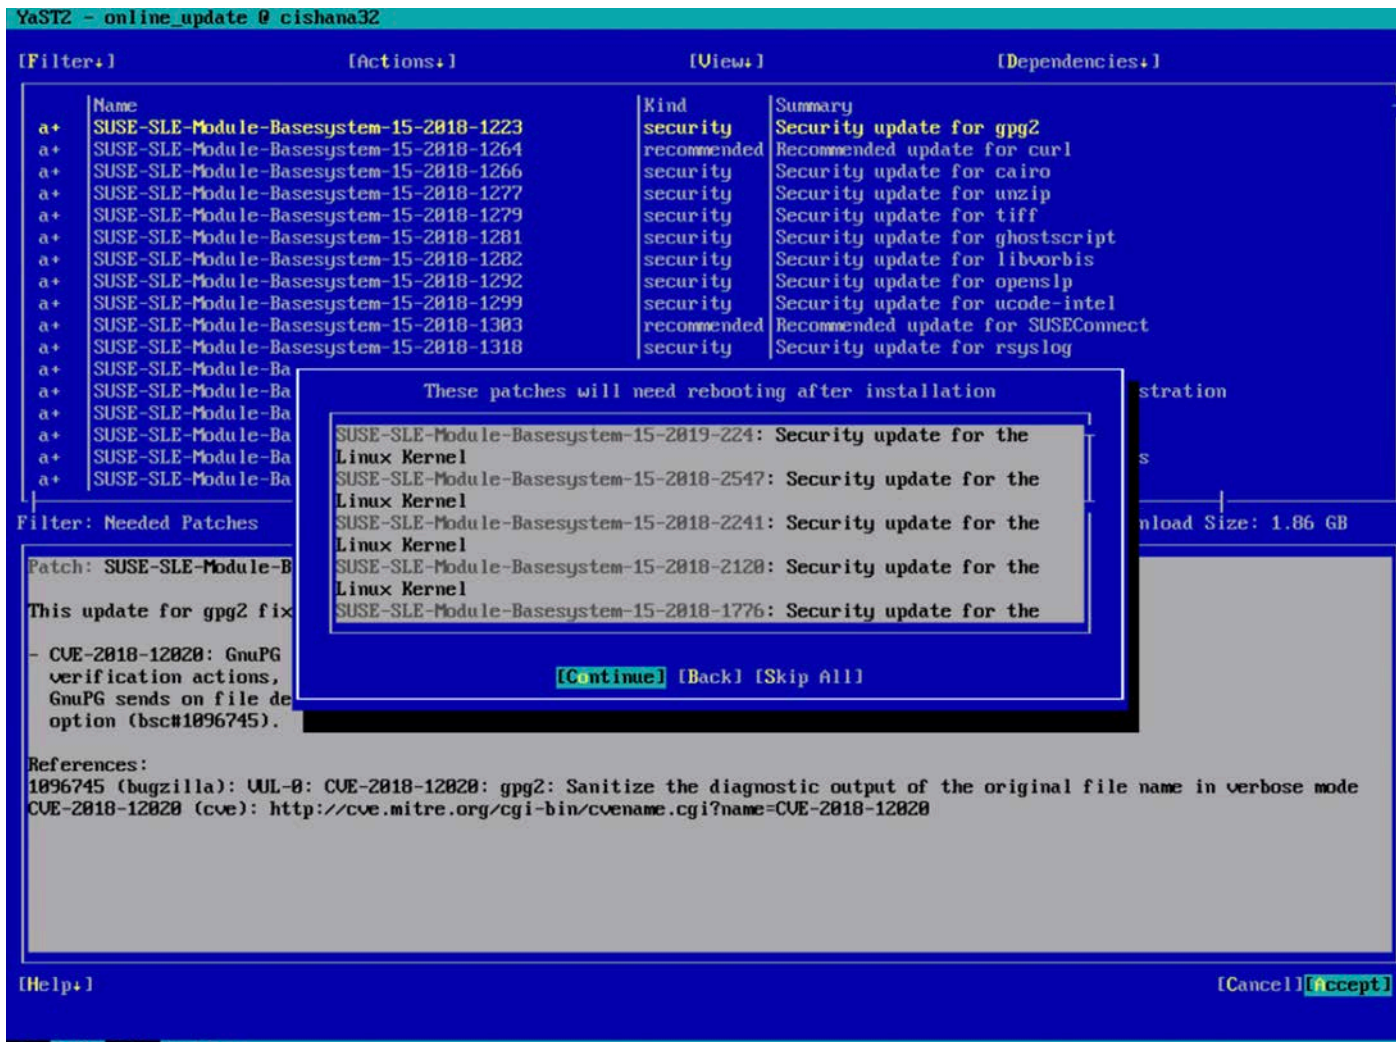 YaST2 - online_update @ cishana32
[Filter↓] [Actions↓] [View↓] [Dependencies↓]
Name Kind Summary
a+ SUSE-SLE-Module-Basesystem-15-2018-1223 security Security update for gpg2
a+ SUSE-SLE-Module-Basesystem-15-2018-1264 recommended Recommended update for curl
a+ SUSE-SLE-Module-Basesystem-15-2018-1266 security Security update for cairo
a+ SUSE-SLE-Module-Basesystem-15-2018-1277 security Security update for unzip
a+ SUSE-SLE-Module-Basesystem-15-2018-1279 security Security update for tiff
a+ SUSE-SLE-Module-Basesystem-15-2018-1281 security Security update for ghostscript
a+ SUSE-SLE-Module-Basesystem-15-2018-1282 security Security update for libvorbis
a+ SUSE-SLE-Module-Basesystem-15-2018-1292 security Security update for openslp
a+ SUSE-SLE-Module-Basesystem-15-2018-1299 security Security update for ucode-intel
a+ SUSE-SLE-Module-Basesystem-15-2018-1303 recommended Recommended update for SUSEConnect
a+ SUSE-SLE-Module-Basesystem-15-2018-1318 security Security update for rsyslog
a+ SUSE-SLE-Module-Ba
a+ SUSE-SLE-Module-Ba stration
a+ SUSE-SLE-Module-Ba
a+ SUSE-SLE-Module-Ba
a+ SUSE-SLE-Module-Ba s
a+ SUSE-SLE-Module-Ba
These patches will need rebooting after installation
SUSE-SLE-Module-Basesystem-15-2019-224: Security update for the
Linux Kernel
SUSE-SLE-Module-Basesystem-15-2018-2547: Security update for the
Linux Kernel
SUSE-SLE-Module-Basesystem-15-2018-2241: Security update for the
Linux Kernel
SUSE-SLE-Module-Basesystem-15-2018-2120: Security update for the
Linux Kernel
SUSE-SLE-Module-Basesystem-15-2018-1776: Security update for the
[Continue] [Back] [Skip All]
Filter: Needed Patches nload Size: 1.86 GB
Patch: SUSE-SLE-Module-B
This update for gpg2 fix
- CVE-2018-12020: GnuPG
verification actions,
GnuPG sends on file de
option (bsc#1096745).
References:
1096745 (bugzilla): VUL-0: CVE-2018-12020: gpg2: Sanitize the diagnostic output of the original file name in verbose mode
CVE-2018-12020 (cve): http://cve.mitre.org/cgi-bin/cvename.cgi?name=CVE-2018-12020
[Help↓] [Cancel][Accept]